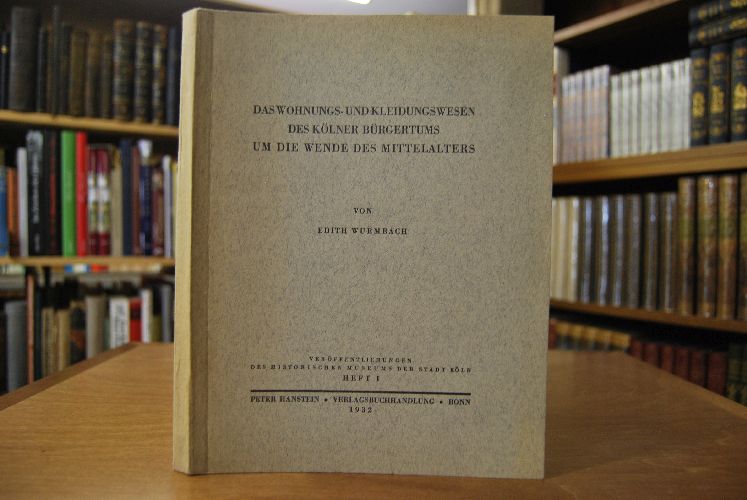 DAS WOHNUNGS- UND KLEIDUNGSWESEN
DES KÖLNER BÜRGERTUMS
UM DIE WENDE DES MITTELALTERS
VON
EDITH WURMBACH
VERÖFFENTLICHUNGEN
DES HISTORISCHEN MUSEUMS DER STADT KÖLN
HEFT 1
PETER HANSTEIN • VERLAGSBUCHHANDLUNG • BONN
1932